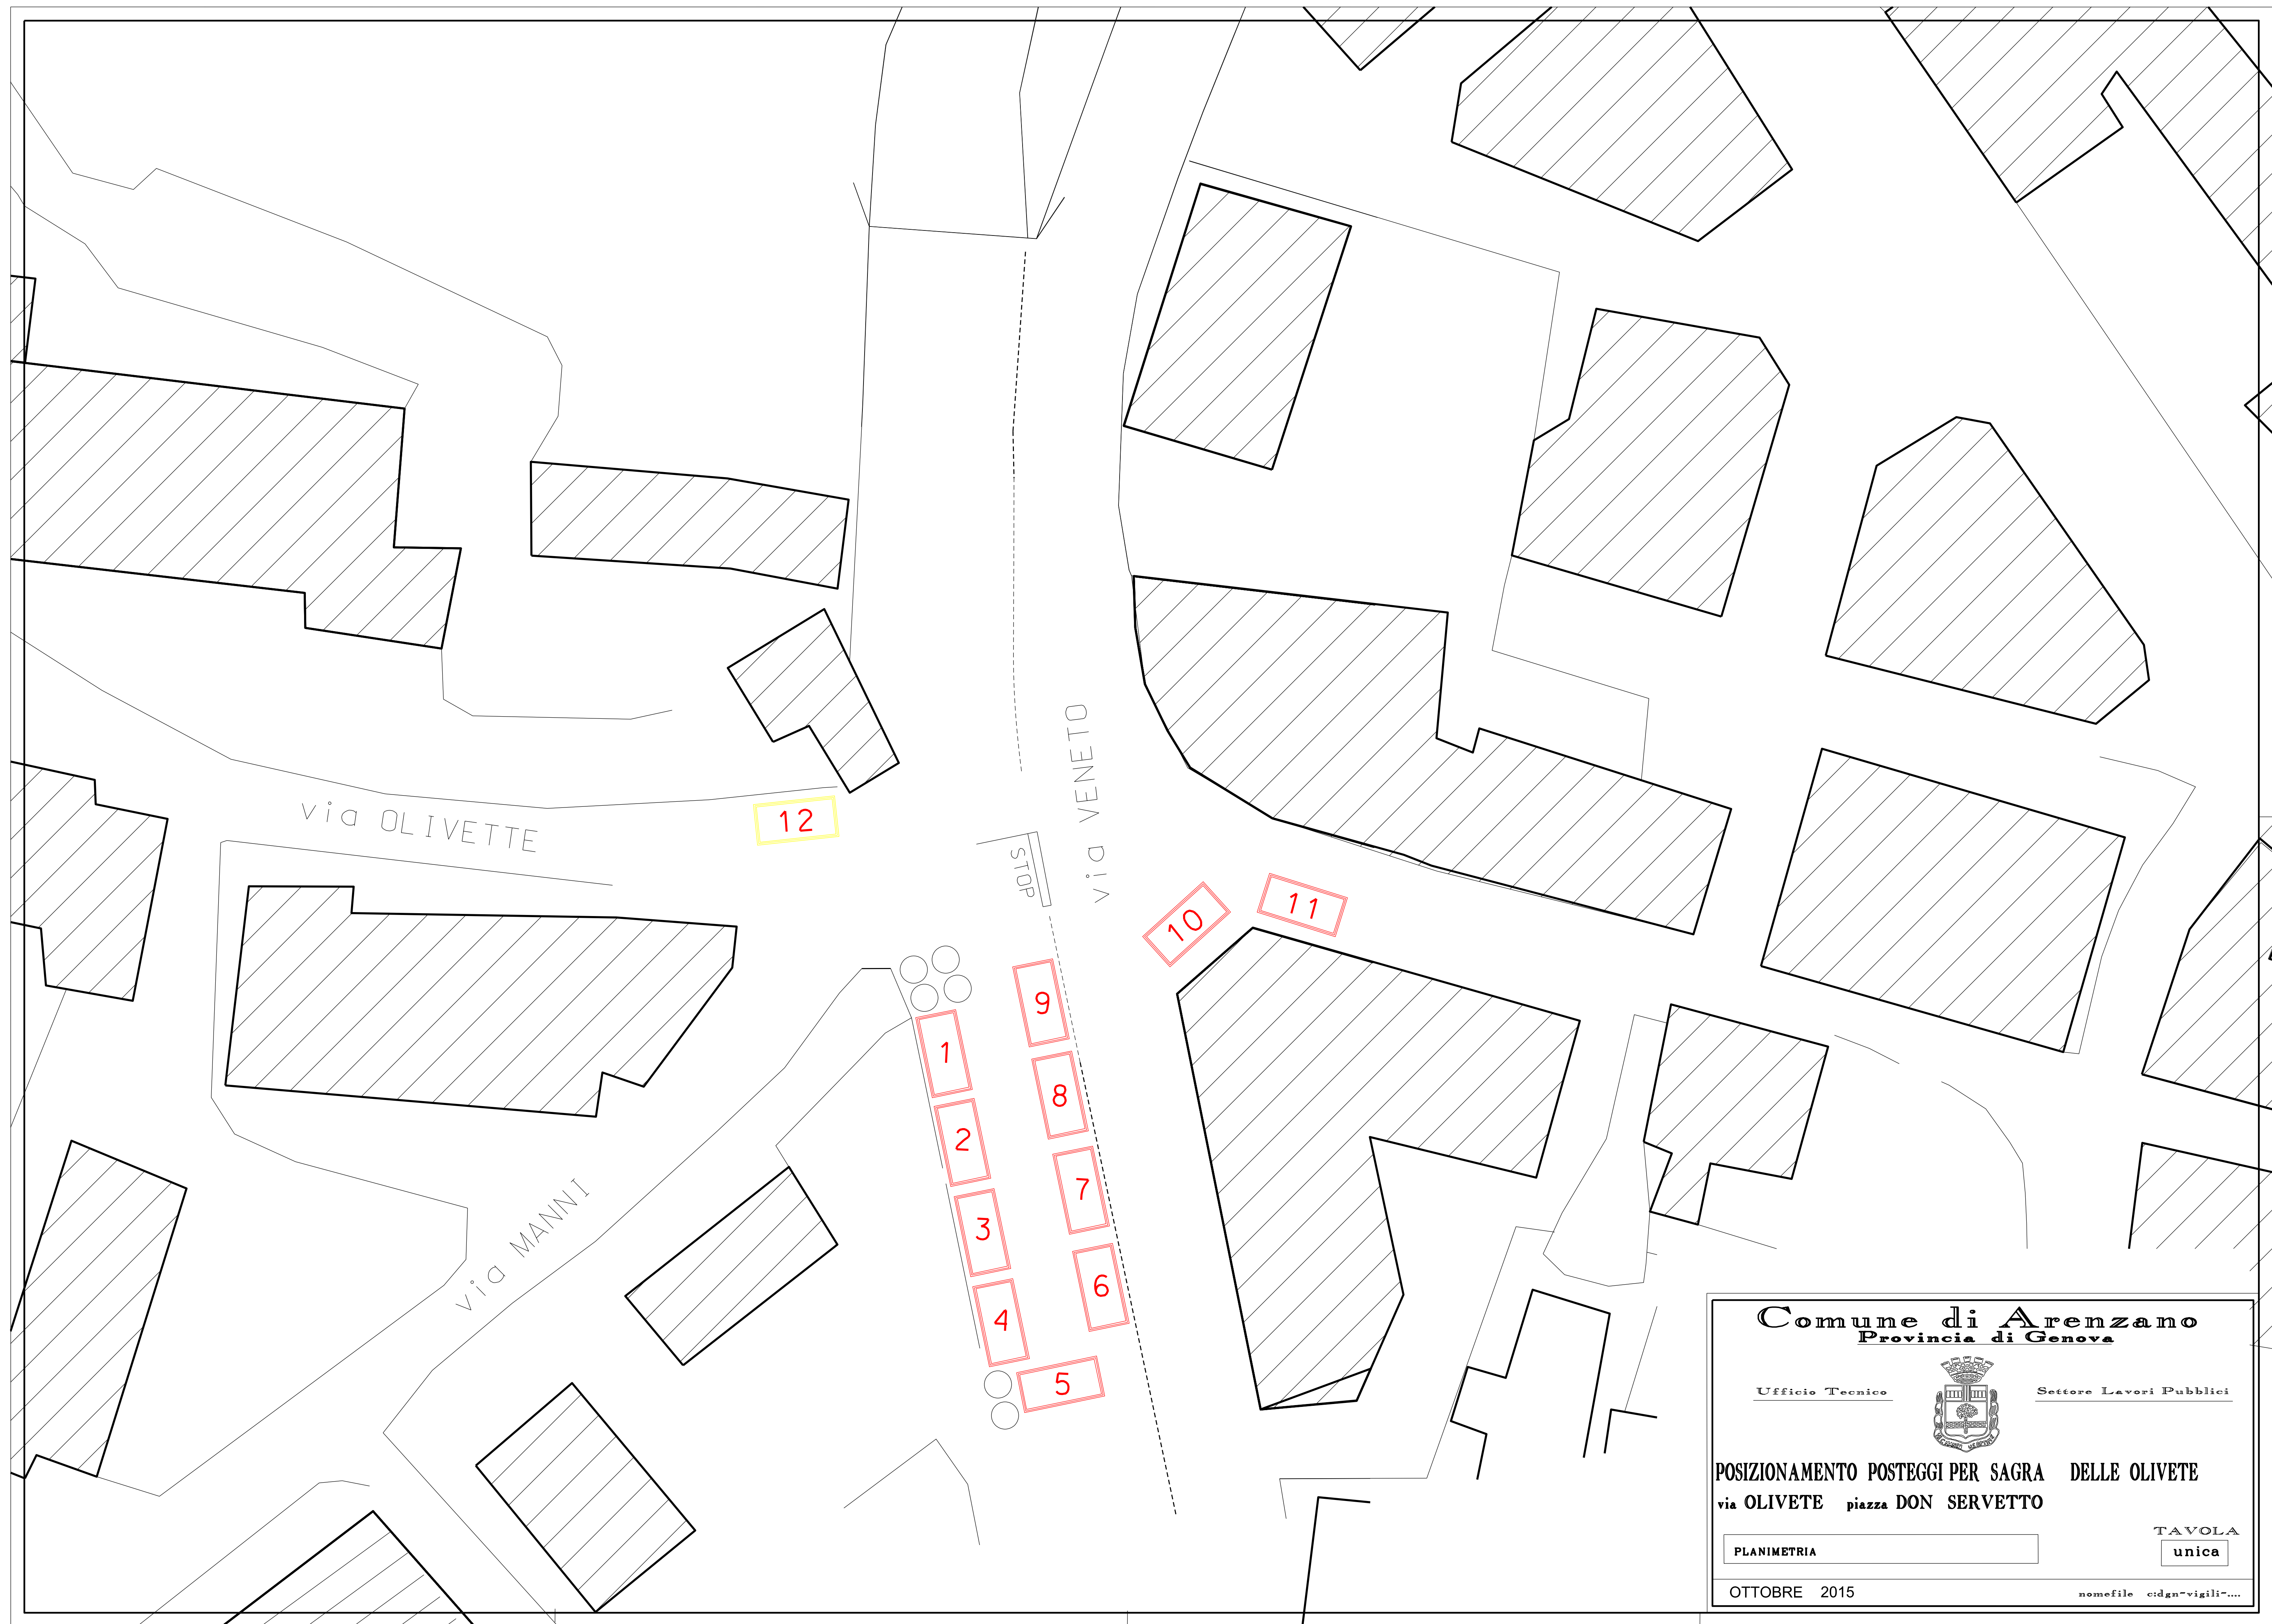 via VENETO
via OLIVETTE
12
STOP
11
10
9
1
8
2
7
3
6
4
5
via MANNI
Comune di Arenzano
Provincia di Genova
Ufficio Tecnico
Settore Lavori Pubblici
POSIZIONAMENTO POSTEGGI PER SAGRA DELLE OLIVETE
via OLIVETE piazza DON SERVETTO
TAVOLA
PLANIMETRIA
unica
OTTOBRE 2015
nomefile c:dgn-vigili-....